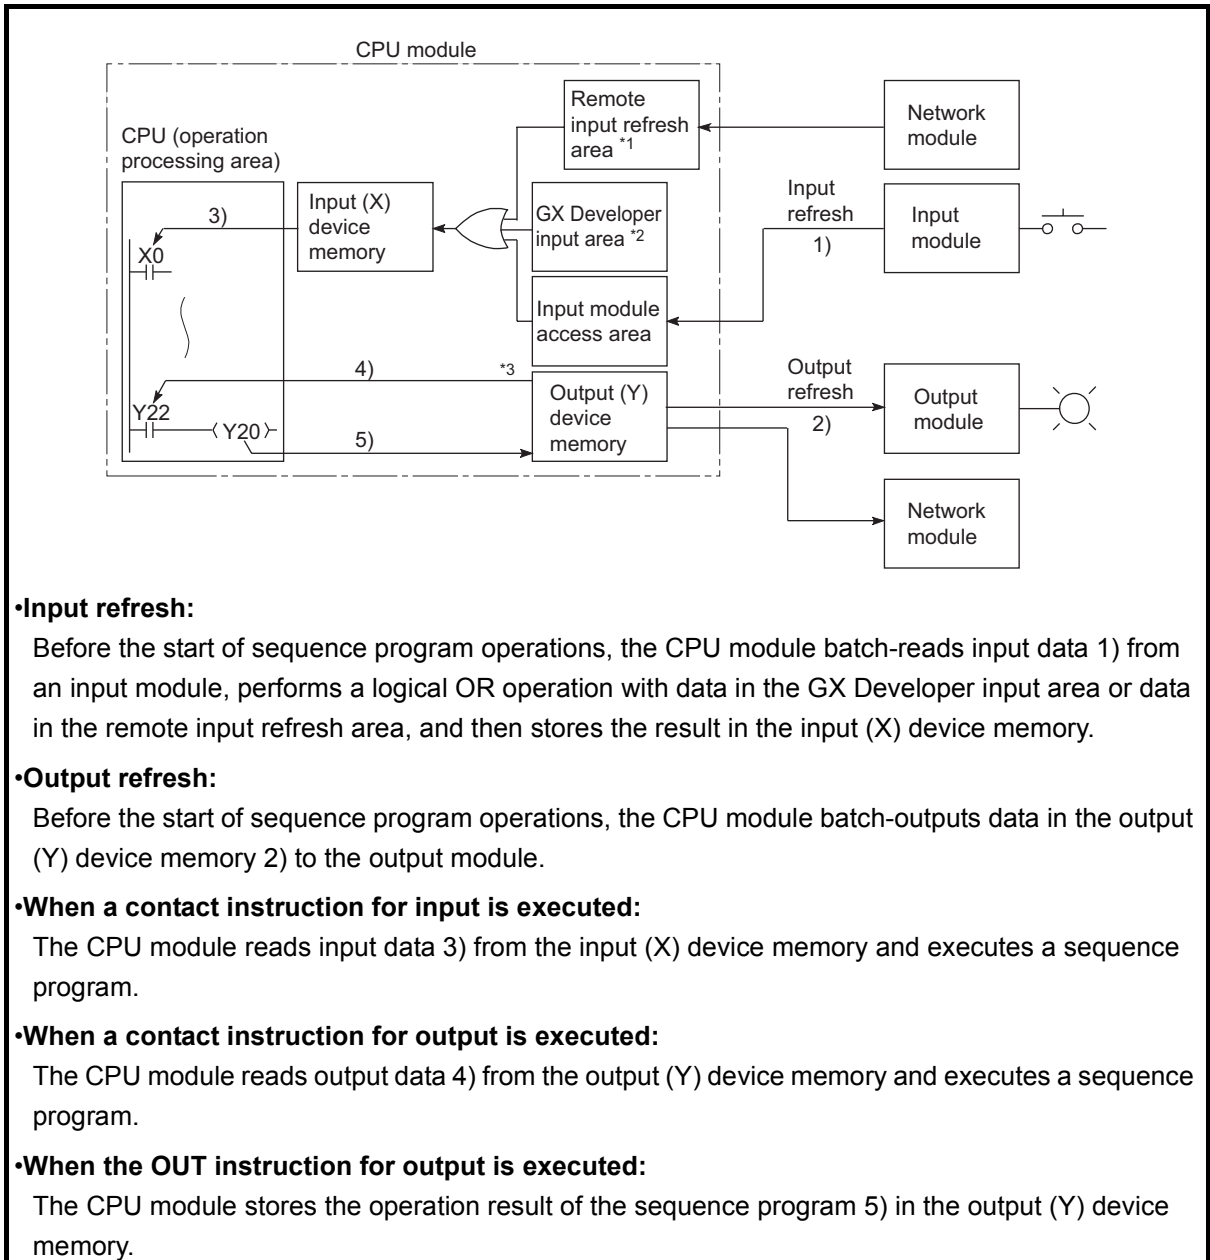 CPU module
CPU (operation
processing area)
Remote
input refresh
area *1
Network
module
Input (X)
device
memory
GX Developer
input area *2
Input
refresh
1)
Input
module
3)
X0
Input module
access area
4)
*3
Output (Y)
device
memory
Output
refresh
2)
Output
module
Y22
Y20
5)
Network
module
•Input refresh:
Before the start of sequence program operations, the CPU module batch-reads input data 1) from
an input module, performs a logical OR operation with data in the GX Developer input area or data
in the remote input refresh area, and then stores the result in the input (X) device memory.
•Output refresh:
Before the start of sequence program operations, the CPU module batch-outputs data in the output
(Y) device memory 2) to the output module.
•When a contact instruction for input is executed:
The CPU module reads input data 3) from the input (X) device memory and executes a sequence
program.
•When a contact instruction for output is executed:
The CPU module reads output data 4) from the output (Y) device memory and executes a sequence
program.
•When the OUT instruction for output is executed:
The CPU module stores the operation result of the sequence program 5) in the output (Y) device
memory.